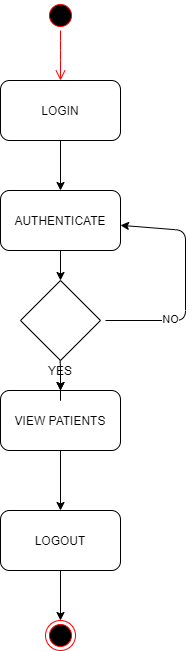 LOGIN
AUTHENTICATE
NO
YES
VIEW PATIENTS
LOGOUT